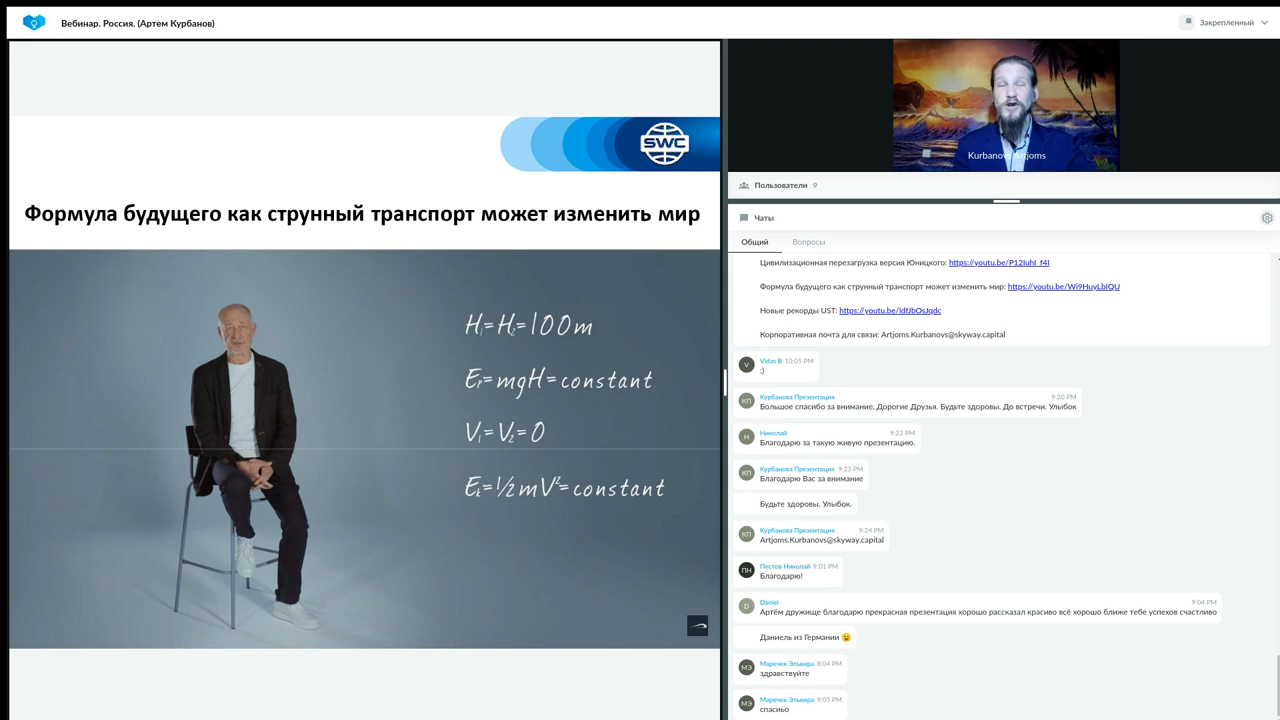 Вебинар. Россия. (Артем Курбанов)
Закрепленный
SWC
Формула будущего как струнный транспорт может изменить мир
H₁=H₂=100m
Eₚ=mgH=constant
V₁=V₂=0
Eₖ=½mV²=constant
Kurbanovs Artjoms
Пользователи 9
Чаты
Общий Вопросы
Цивилизационная перезагрузка версия Юницкого: https://youtu.be/P12IuhI_f4I
Формула будущего как струнный транспорт может изменить мир: https://youtu.be/Wi9HuyLbIQU
Новые рекорды UST: https://youtu.be/ldfJbOsJqdc
Корпоративная почта для связи: Artjoms.Kurbanovs@skyway.capital
V
Vidas B 10:05 PM
:)
КП
Курбанова Презентация 9:20 PM
Большое спасибо за внимание, Дорогие Друзья. Будьте здоровы. До встречи. Улыбок
Н
Николай 9:23 PM
Благодарю за такую живую презентацию.
КП
Курбанова Презентация 9:23 PM
Благодарю Вас за внимание
Будьте здоровы. Улыбок.
КП
Курбанова Презентация 9:24 PM
Artjoms.Kurbanovs@skyway.capital
ПН
Пестов Николай 9:01 PM
Благодарю!
D
Daniel 9:04 PM
Артём дружище благодарю прекрасная презентация хорошо рассказал красиво всё хорошо ближе тебе успехов счастливо
Даниель из Германии 😉
МЭ
Маречек Эльвира 8:04 PM
здравствуйте
МЭ
Маречек Эльвира 9:05 PM
спасиьо